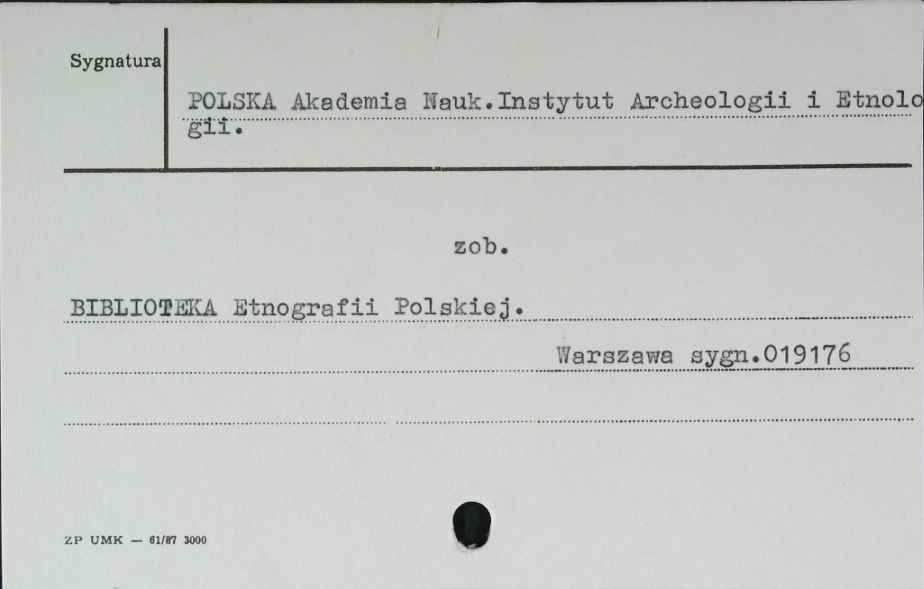 Sygnatura
POLSKA Akademia Nauk.Instytut Archeologii i Etnolo
gii.
zob.
BIBLIOTEKA Etnografii Polskiej.
Warszawa sygn.019176
ZP UMK — 61/87 3000